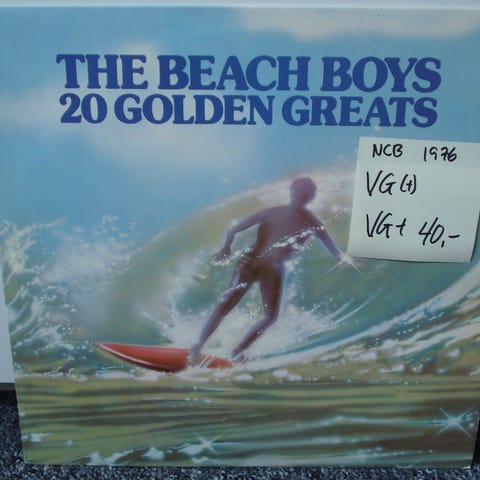 THE BEACH BOYS
20 GOLDEN GREATS
NCB 1976
VG(+)
VG+ 40,-